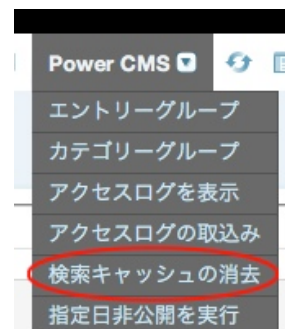 Power CMS
エントリーグループ
カテゴリーグループ
アクセスログを表示
アクセスログの取込み
検索キャッシュの消去
指定日非公開を実行